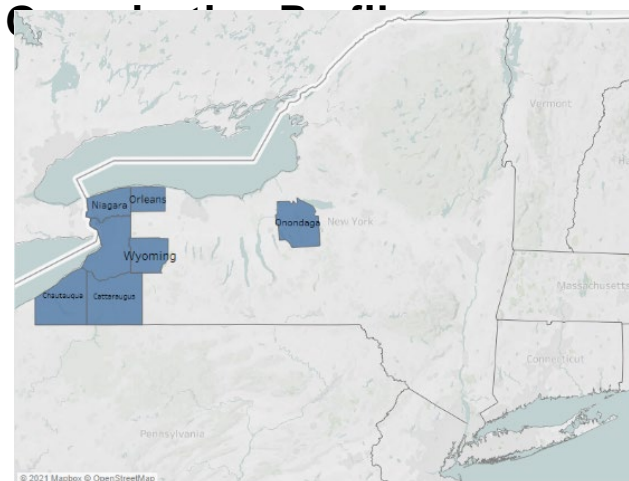 Vermont
Niagara
Orleans
Onondaga
New York
Wyoming
Chautauqua
Cattaraugus
Massachusetts
Connecticut
Pennsylvania
© 2021 Mapbox © OpenStreetMap